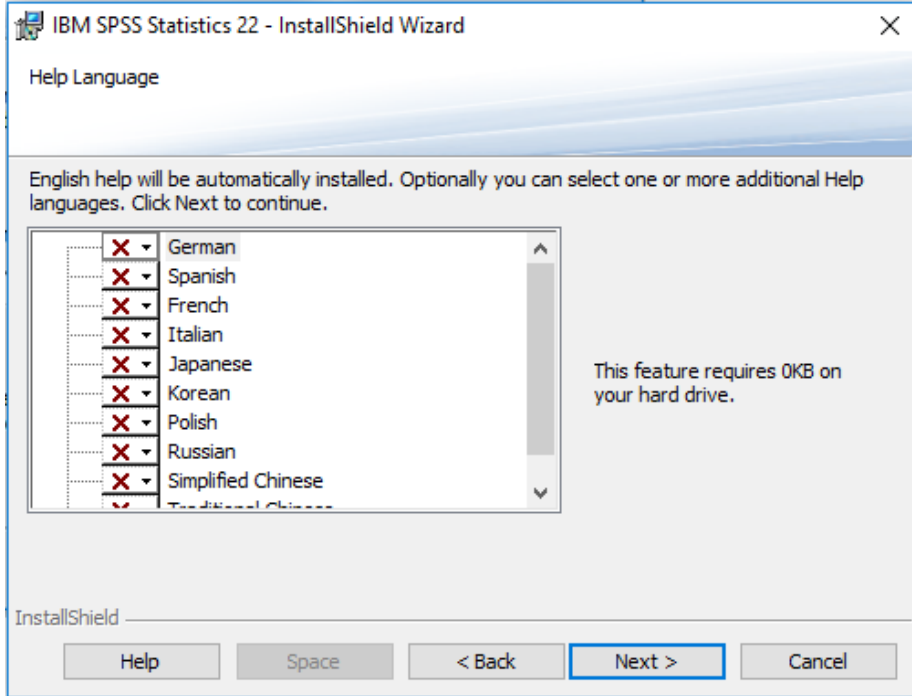 IBM SPSS Statistics 22 - InstallShield Wizard
Help Language
English help will be automatically installed. Optionally you can select one or more additional Help
languages. Click Next to continue.
German
Spanish
French
Italian
Japanese
Korean
Polish
Russian
Simplified Chinese
Traditional Chinese
This feature requires 0KB on
your hard drive.
InstallShield
Help
Space
< Back
Next >
Cancel